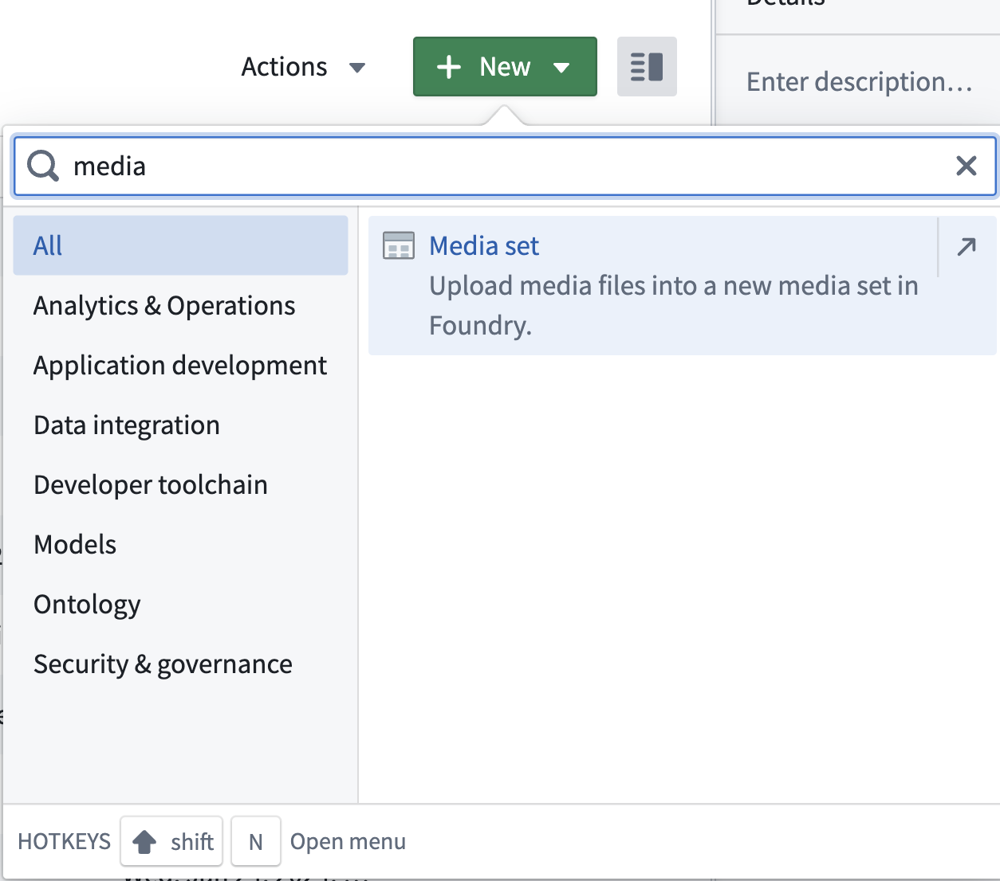 Details
Actions
New
Enter description...
media
All
Analytics & Operations
Application development
Data integration
Developer toolchain
Models
Ontology
Security & governance
Media set
Upload media files into a new media set in
Foundry.
HOTKEYS shift N Open menu